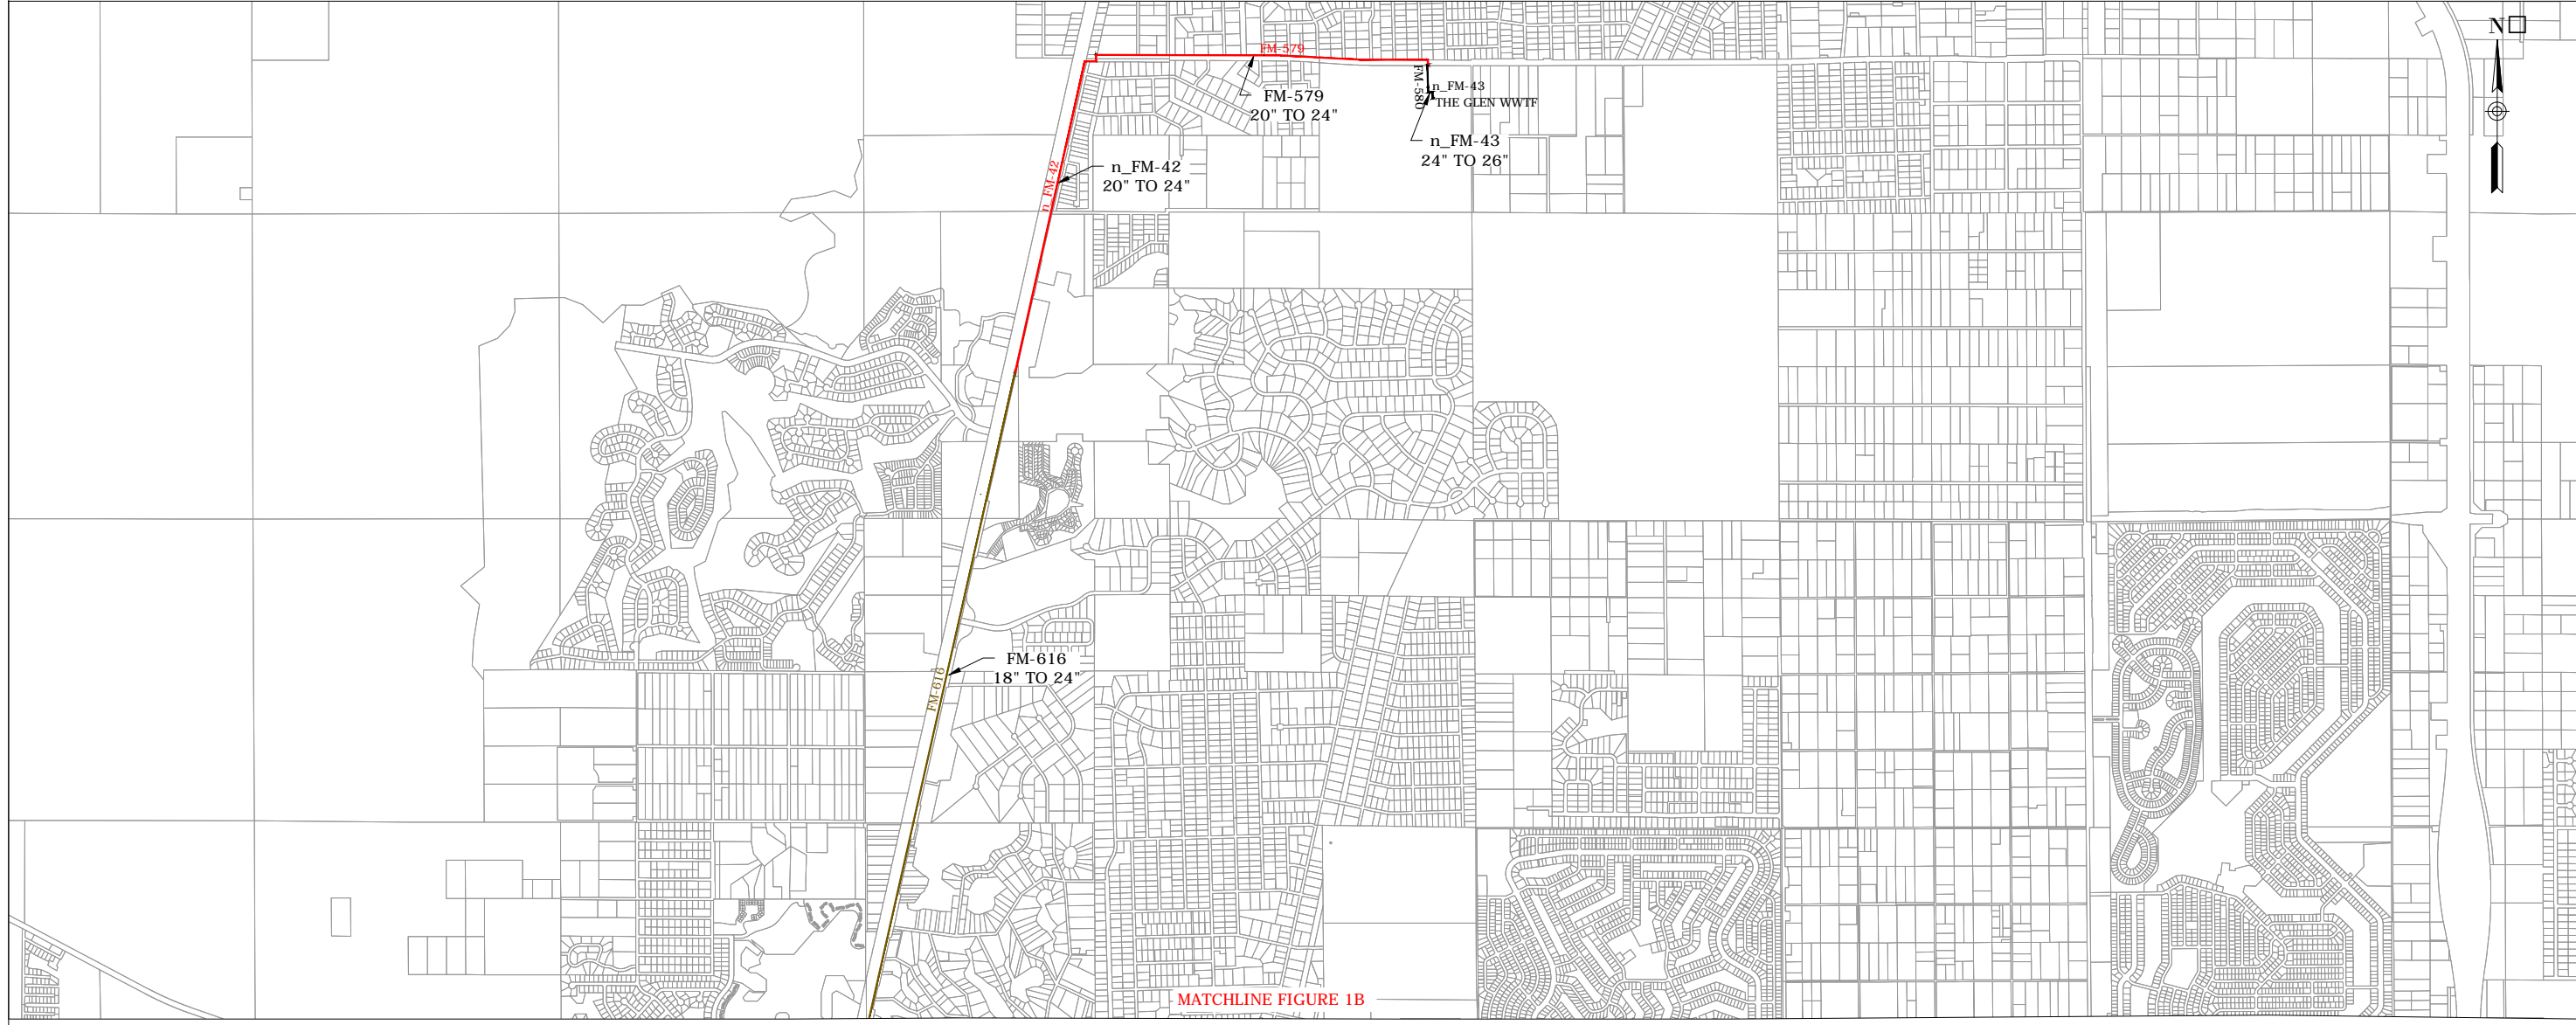 N
FM-579
FM-579
20" TO 24"
FM-580
n_FM-43
THE GLEN WWTF
n_FM-43
24" TO 26"
n_FM-42
n_FM-42
20" TO 24"
FM-616
FM-616
18" TO 24"
MATCHLINE FIGURE 1B